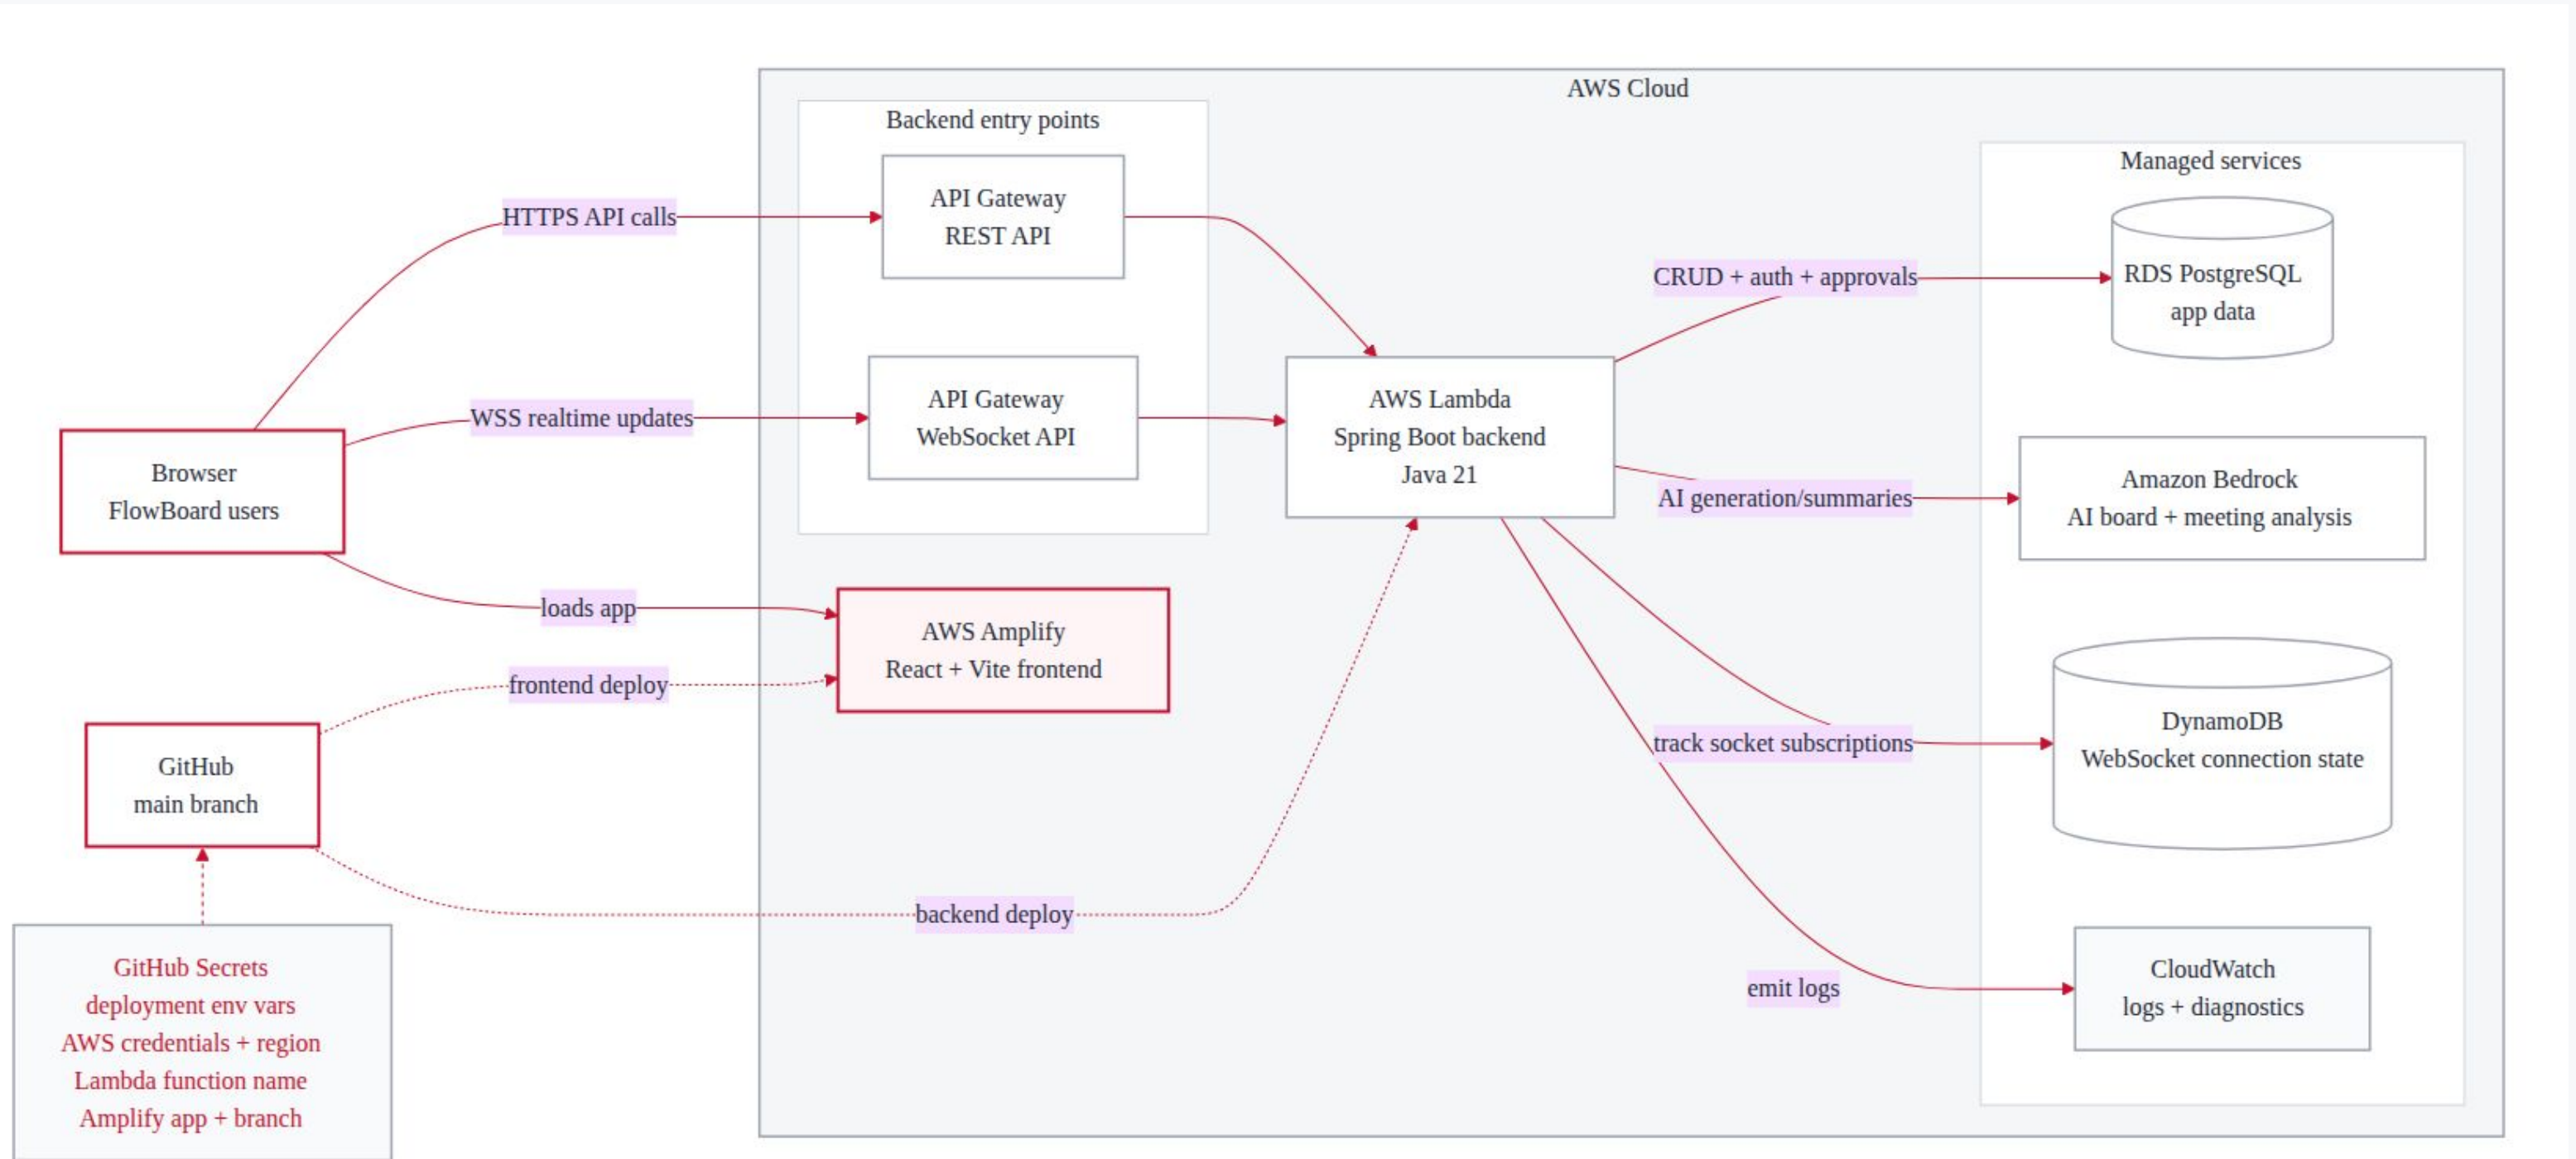 AWS Cloud
Backend entry points
Managed services
API Gateway
REST API
HTTPS API calls
CRUD + auth + approvals
RDS PostgreSQL
app data
WSS realtime updates
API Gateway
WebSocket API
AWS Lambda
Spring Boot backend
Java 21
Browser
FlowBoard users
AI generation/summaries
Amazon Bedrock
AI board + meeting analysis
loads app
AWS Amplify
React + Vite frontend
frontend deploy
track socket subscriptions
DynamoDB
WebSocket connection state
GitHub
main branch
backend deploy
emit logs
CloudWatch
logs + diagnostics
GitHub Secrets
deployment env vars
AWS credentials + region
Lambda function name
Amplify app + branch